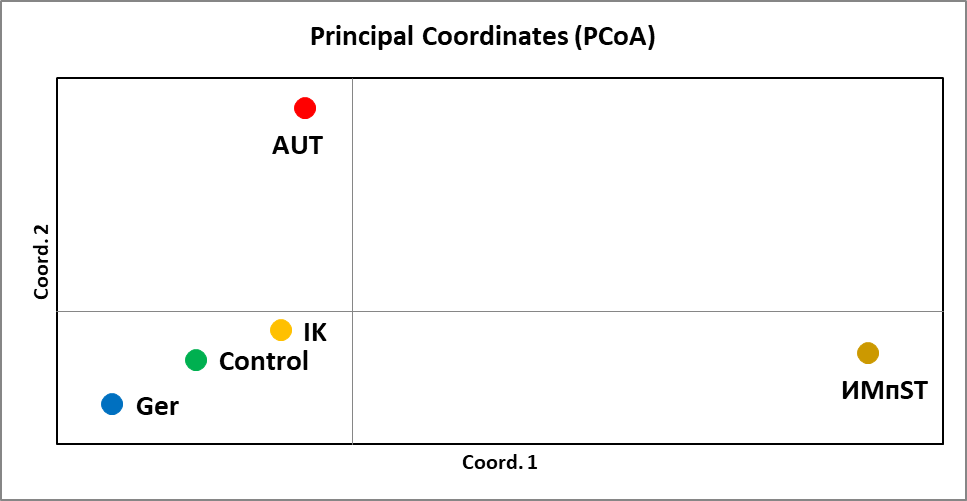 Principal Coordinates (PCoA)
AUT
Coord. 2
IK
Control
ИМпST
Ger
Coord. 1